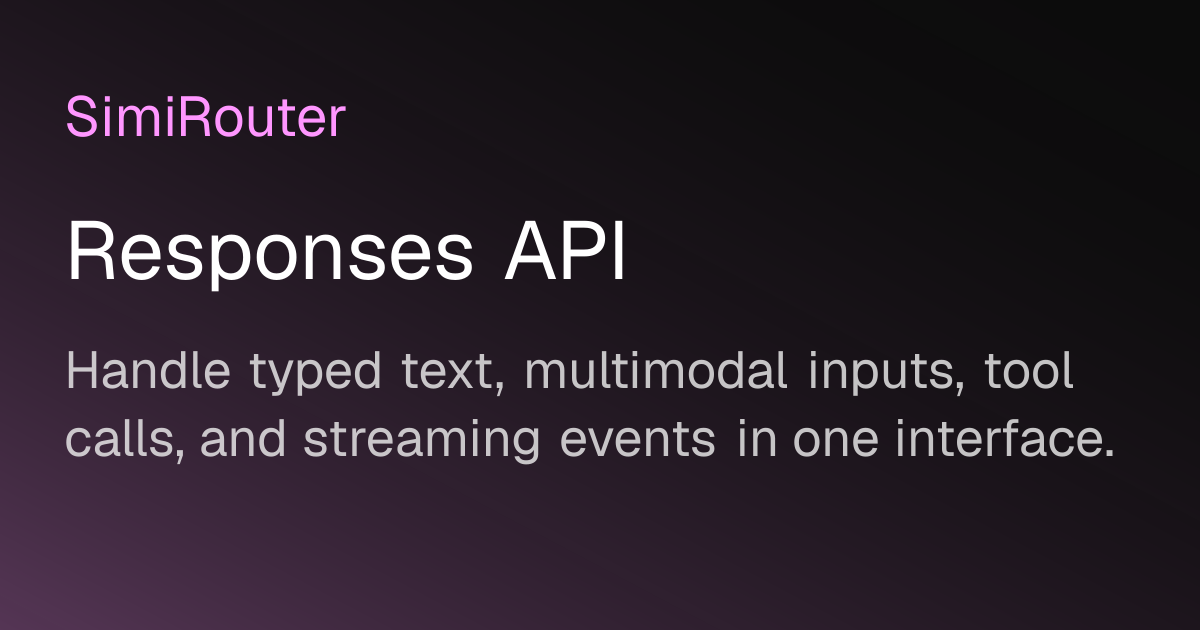 SimiRouter
Responses API
Handle typed text, multimodal inputs, tool
calls, and streaming events in one interface.